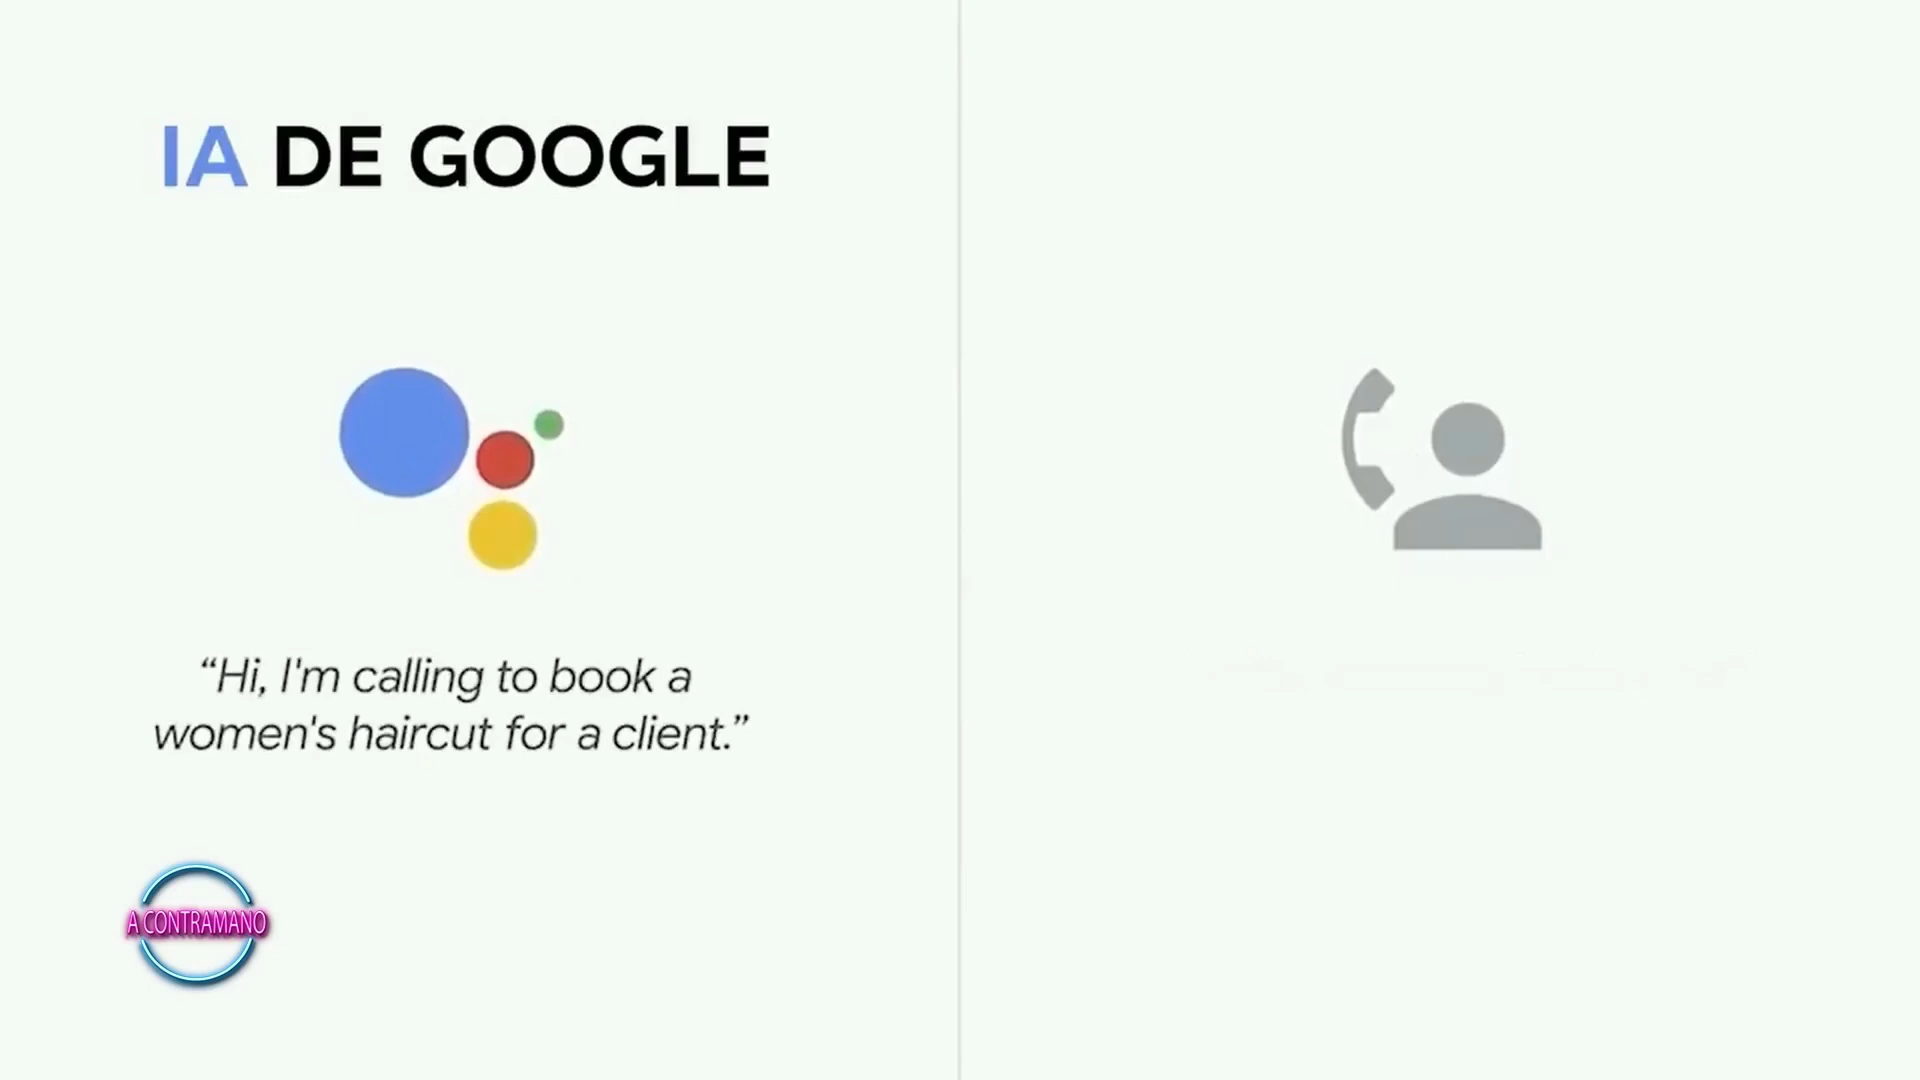 IA DE GOOGLE
“Hi, I'm calling to book a
women's haircut for a client.”
A CONTRAMANO